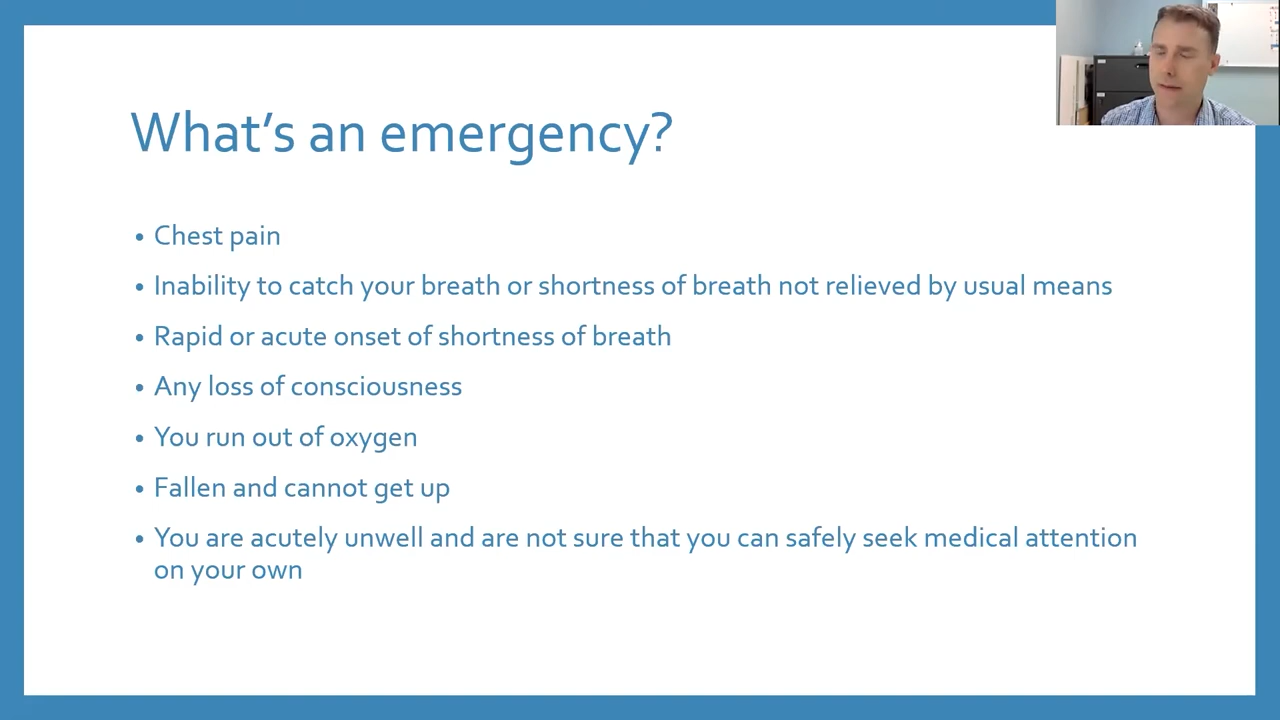 What's an emergency?
• Chest pain
• Inability to catch your breath or shortness of breath not relieved by usual means
• Rapid or acute onset of shortness of breath
• Any loss of consciousness
• You run out of oxygen
• Fallen and cannot get up
• You are acutely unwell and are not sure that you can safely seek medical attention
on your own